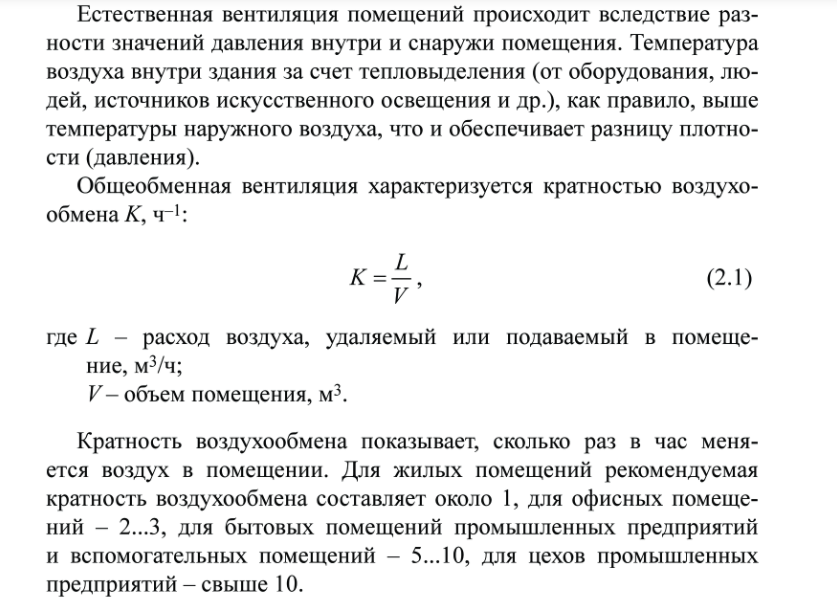 Естественная вентиляция помещений происходит вследствие раз-
ности значений давления внутри и снаружи помещения. Температура
воздуха внутри здания за счет тепловыделения (от оборудования, лю-
дей, источников искусственного освещения и др.), как правило, выше
температуры наружного воздуха, что и обеспечивает разницу плотно-
сти (давления).
Общеобменная вентиляция характеризуется кратностью воздухо-
обмена K, ч⁻¹:
K = L/V, (2.1)
где L – расход воздуха, удаляемый или подаваемый в помеще-
ние, м³/ч;
V – объем помещения, м³.
Кратность воздухообмена показывает, сколько раз в час меня-
ется воздух в помещении. Для жилых помещений рекомендуемая
кратность воздухообмена составляет около 1, для офисных помеще-
ний – 2...3, для бытовых помещений промышленных предприятий
и вспомогательных помещений – 5...10, для цехов промышленных
предприятий – свыше 10.